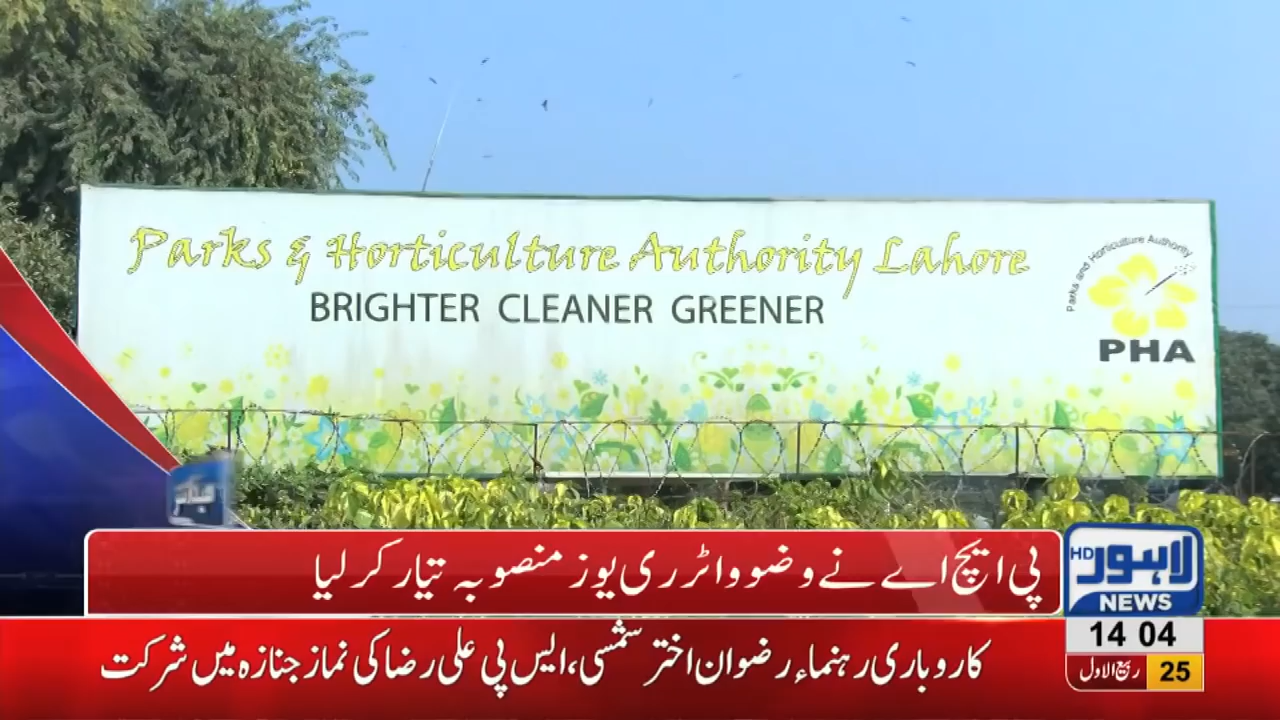 Parks & Horticulture Authority Lahore
BRIGHTER CLEANER GREENER
Parks and Horticulture Authority
PHA
پی ایچ اے نے وضو واٹر ری یوز منصوبہ تیار کر لیا
HD لاہور
NEWS
14 04
25 ربیع الاول
کاروباری رہنماء رضوان اختر شمسی، ایس پی علی رضا کی نماز جنازہ میں شرکت